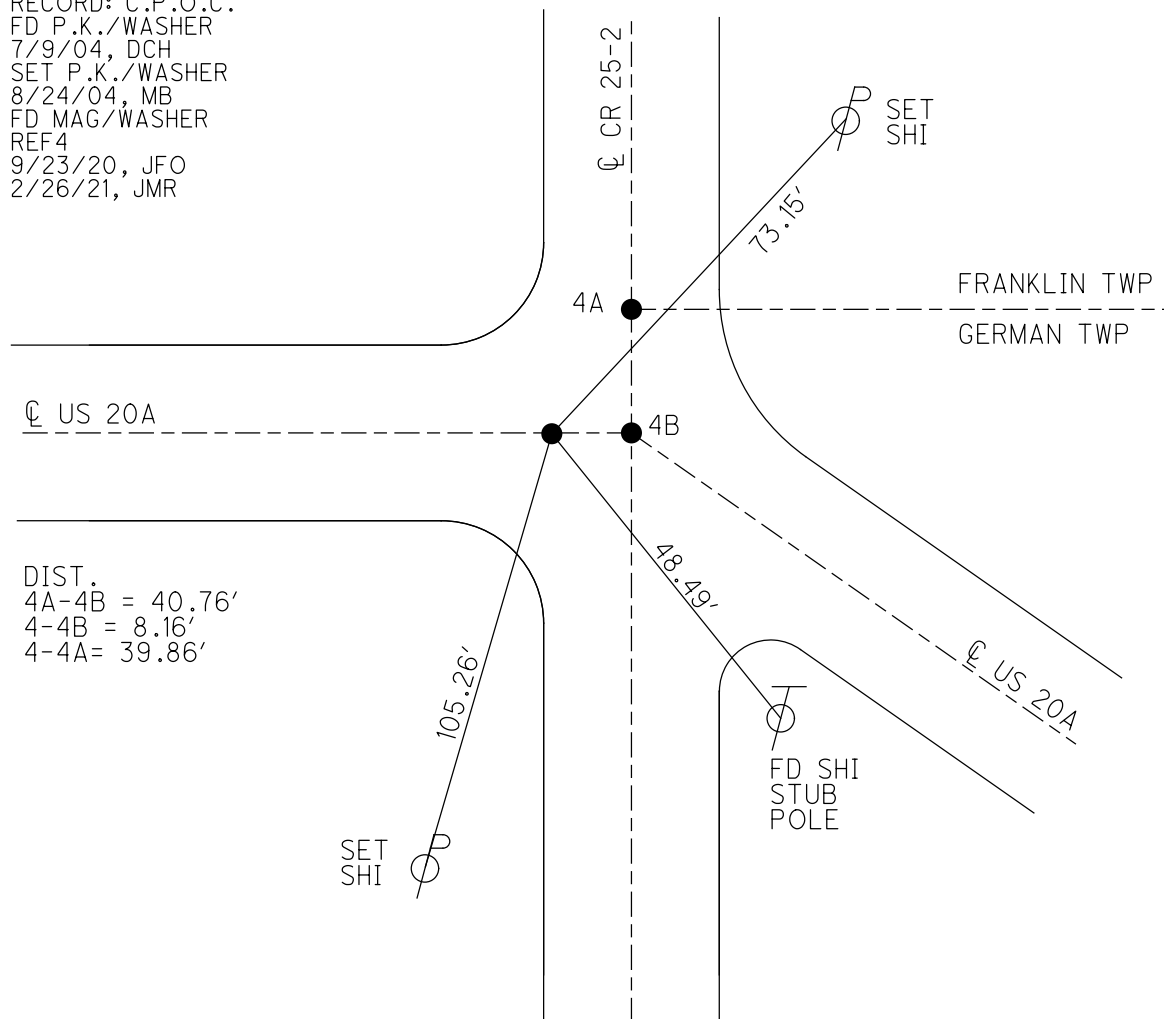 RECORD: C.P.O.C.
FD P.K./WASHER
7/9/04, DCH
SET P.K./WASHER
8/24/04, MB
FD MAG/WASHER
REF4
9/23/20, JFO
2/26/21, JMR
℄ CR 25-2
SET
SHI
73.15'
4A
FRANKLIN TWP
GERMAN TWP
℄ US 20A
4B
48.49'
DIST.
4A-4B = 40.76'
4-4B = 8.16'
4-4A= 39.86'
105.26'
℄ US 20A
FD SHI
STUB
POLE
SET
SHI